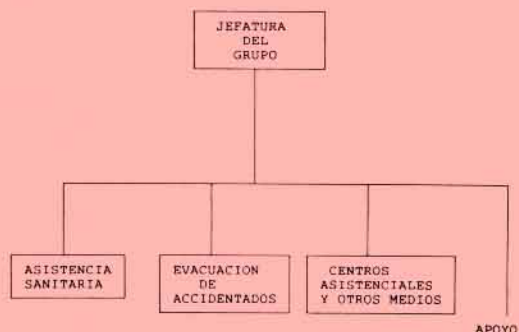 JEFATURA
DEL
GRUPO
ASISTENCIA
SANITARIA
EVACUACION
DE
ACCIDENTADOS
CENTROS
ASISTENCIALES
Y OTROS MEDIOS
APOYO